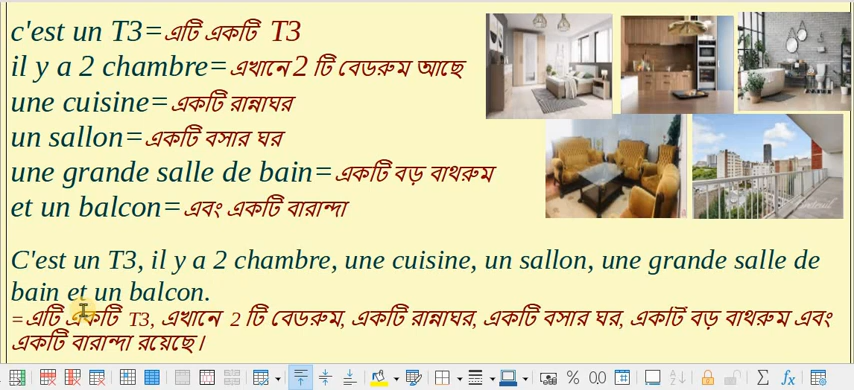 c'est un T3=এটি একটি T3
il y a 2 chambre=এখানে 2 টি বেডরুম আছে
une cuisine=একটি রান্নাঘর
un sallon=একটি বসার ঘর
une grande salle de bain=একটি বড় বাথরুম
et un balcon=এবং একটি বারান্দা
C'est un T3, il y a 2 chambre, une cuisine, un sallon, une grande salle de
bain et un balcon.
=এটি একটি T3, এখানে 2 টি বেডরুম, একটি রান্নাঘর, একটি বসার ঘর, একটি বড় বাথরুম এবং
একটি বারান্দা রয়েছে।